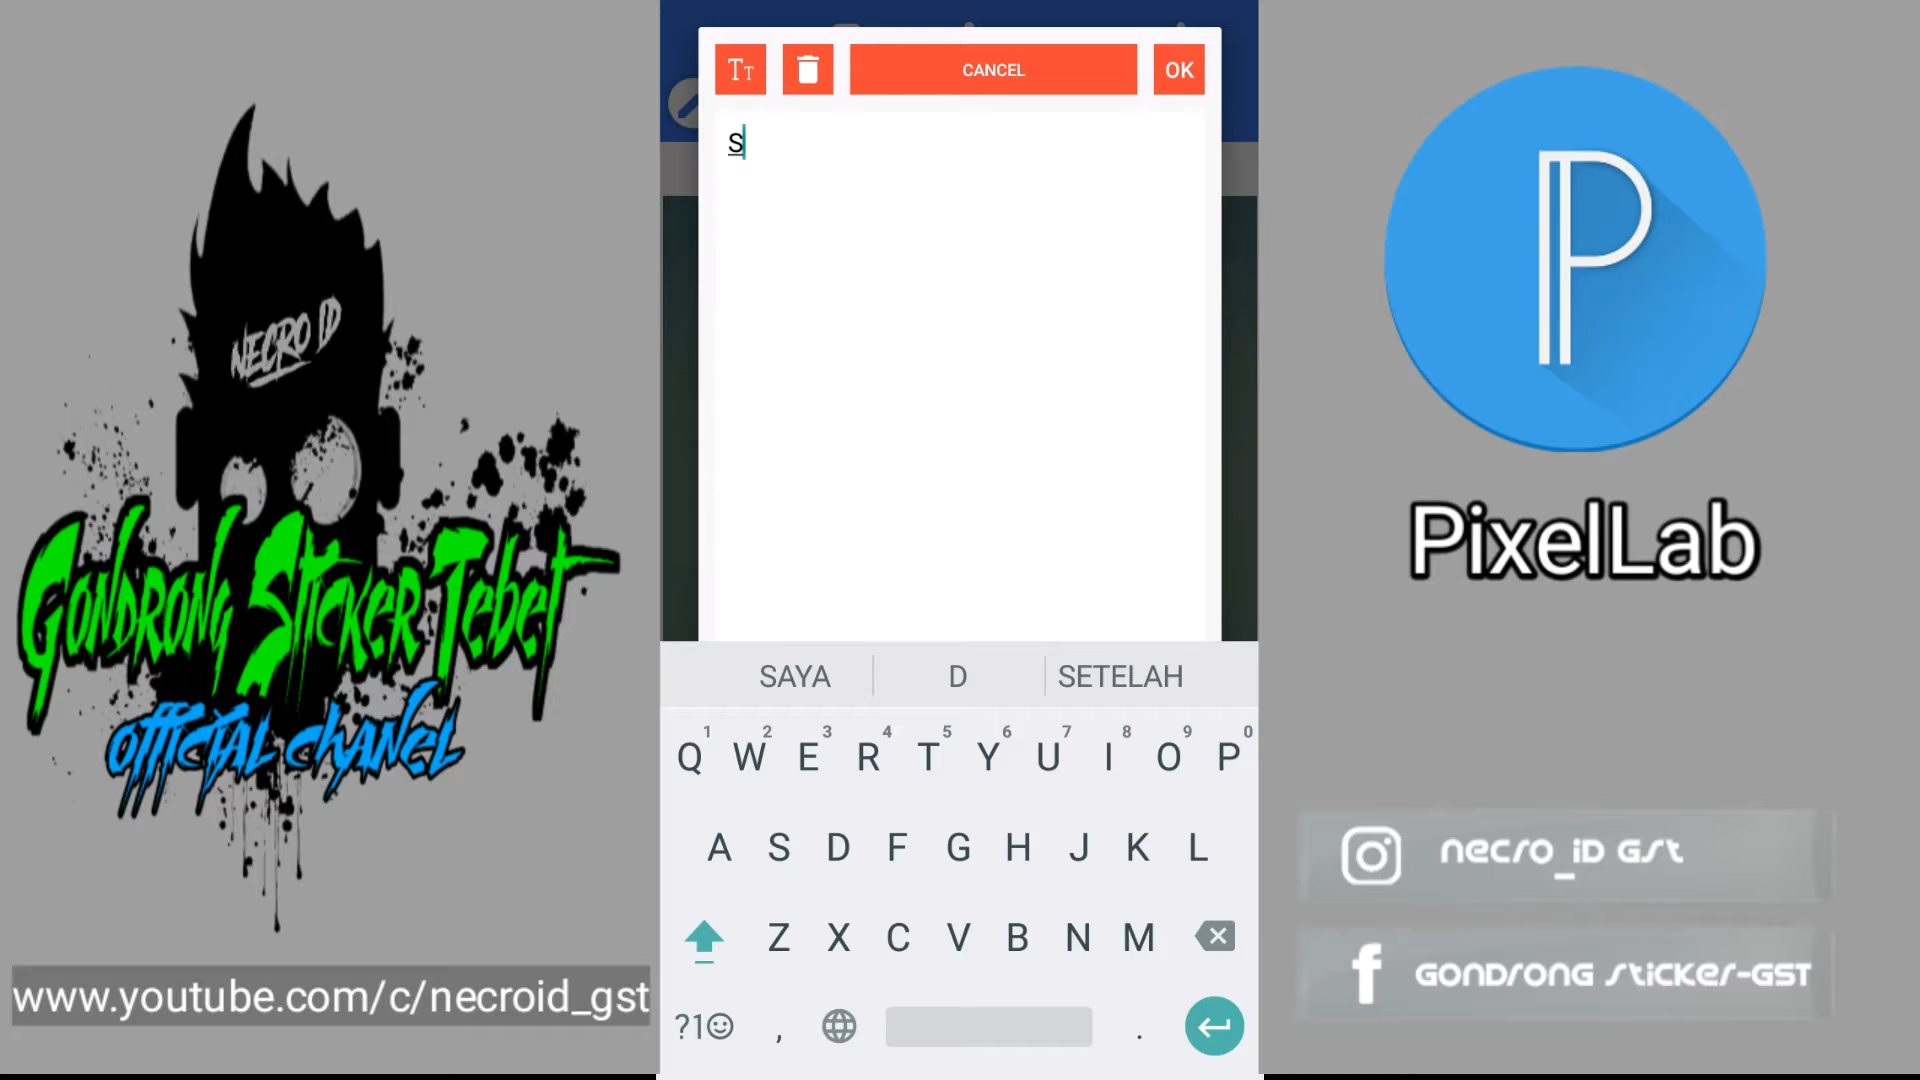 NECRO ID
GONDRONG STICKER TEBET
OFFICIAL CHANEL
www.youtube.com/c/necroid_gst
TT
CANCEL
OK
S
SAYA D SETELAH
1 2 3 4 5 6 7 8 9 0
Q W E R T Y U I O P
A S D F G H J K L
Z X C V B N M
?1☺ , .
P
PixelLab
necro_iD Gst
GONDRONG sticker-GST
f